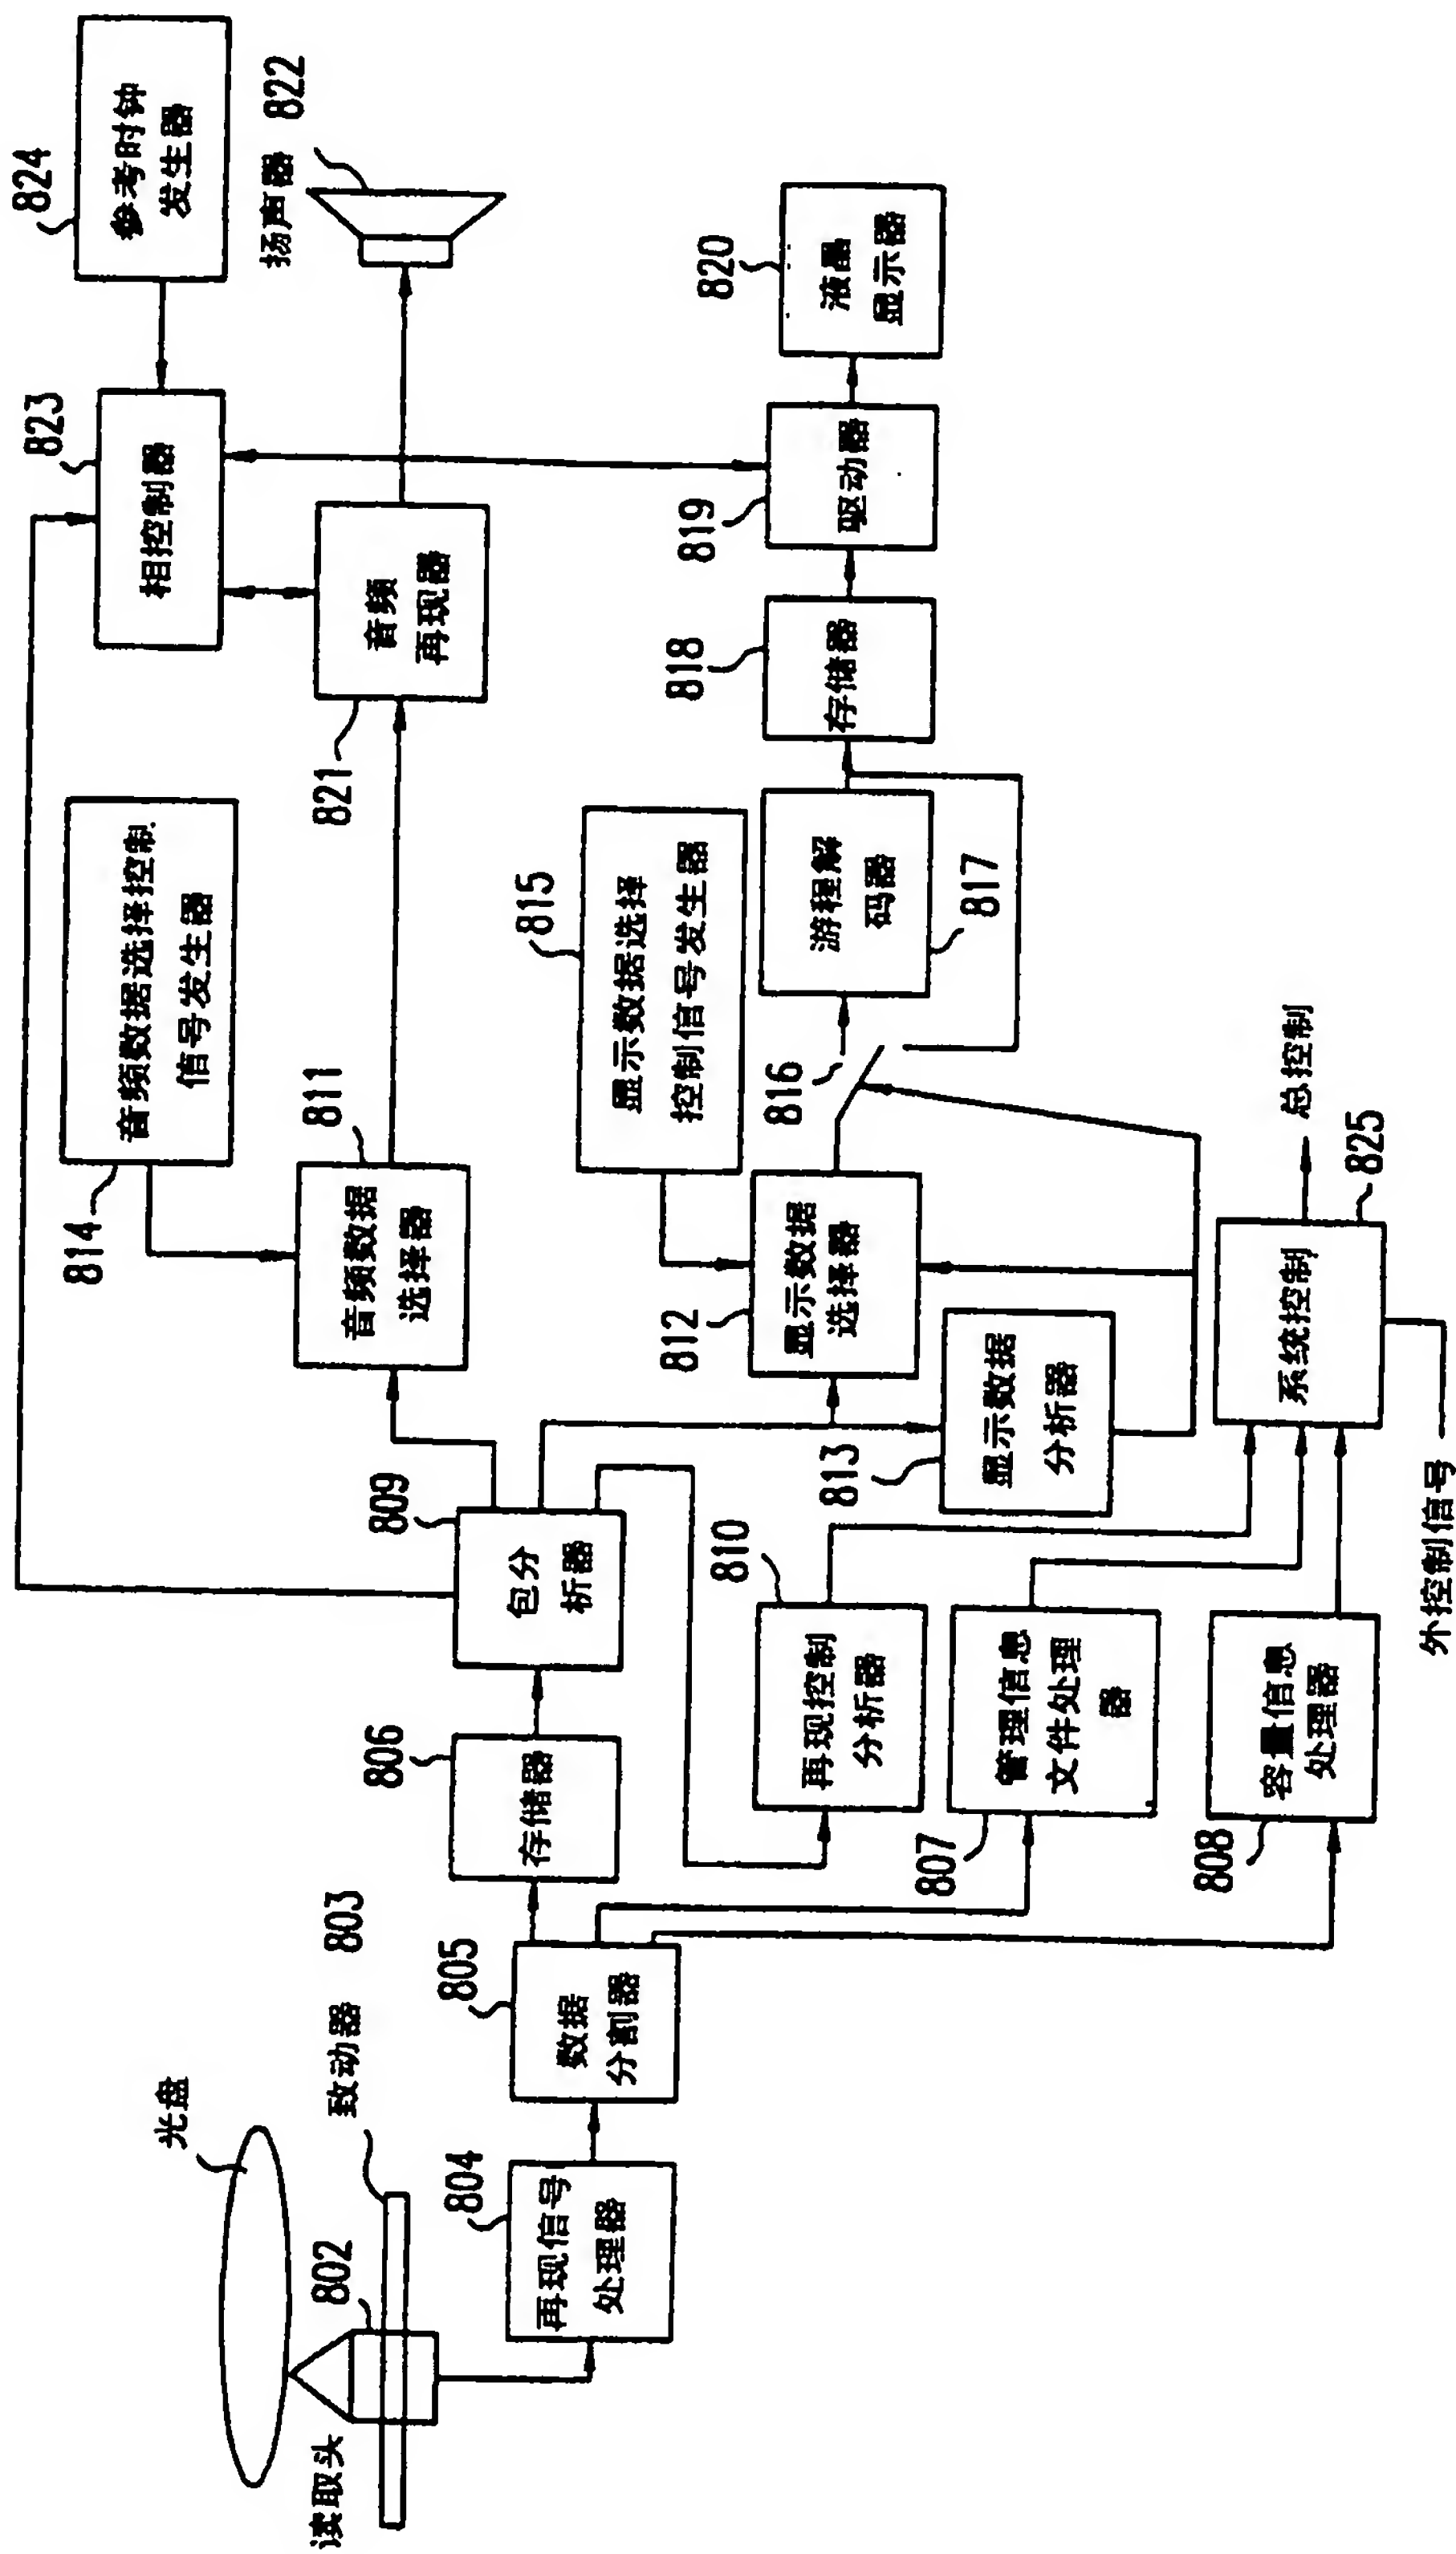 光盘
读取头
802
致动器 803
再现信号
处理器
804
数据
分割器
805
存储器
806
包分
析器
809
音频数据选择控制
信号发生器
814
音频数据
选择器
811
音频
再现器
821
相控制器
823
参考时钟
发生器
824
扬声器 822
显示数据选择
控制信号发生器
815
显示数据
选择器
812
816
游程解
码器
817
存储器
818
驱动器
819
液晶
显示器
820
显示数据
分析器
813
再现控制
分析器
810
管理信息
文件处理
器
807
容量信息
处理器
808
系统控制
825
总控制
外控制信号